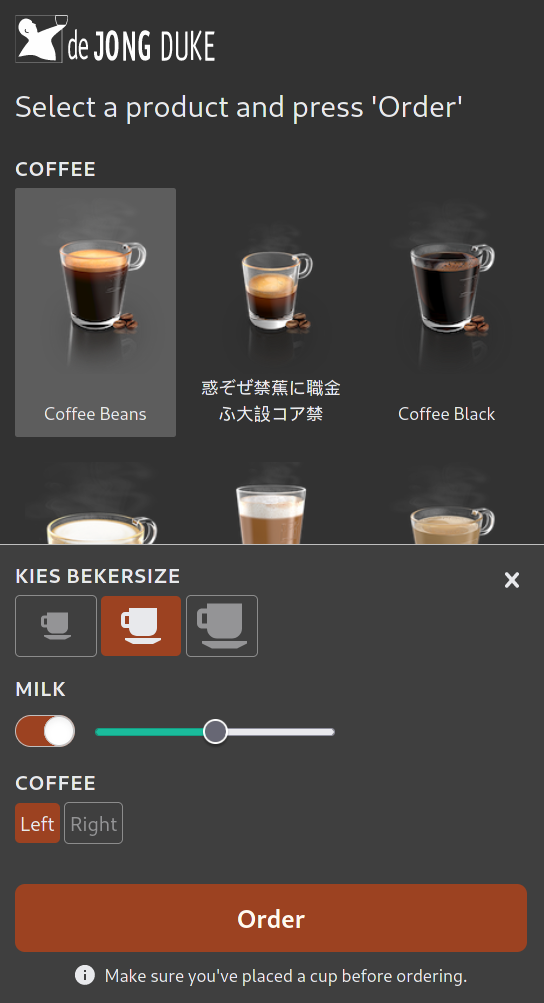 de JONG DUKE
Select a product and press 'Order'
COFFEE
Coffee Beans
惑ぞぜ禁蕉に職金
ふ大設コア禁
Coffee Black
KIES BEKERSIZE
MILK
COFFEE
Left
Right
Order
Make sure you've placed a cup before ordering.